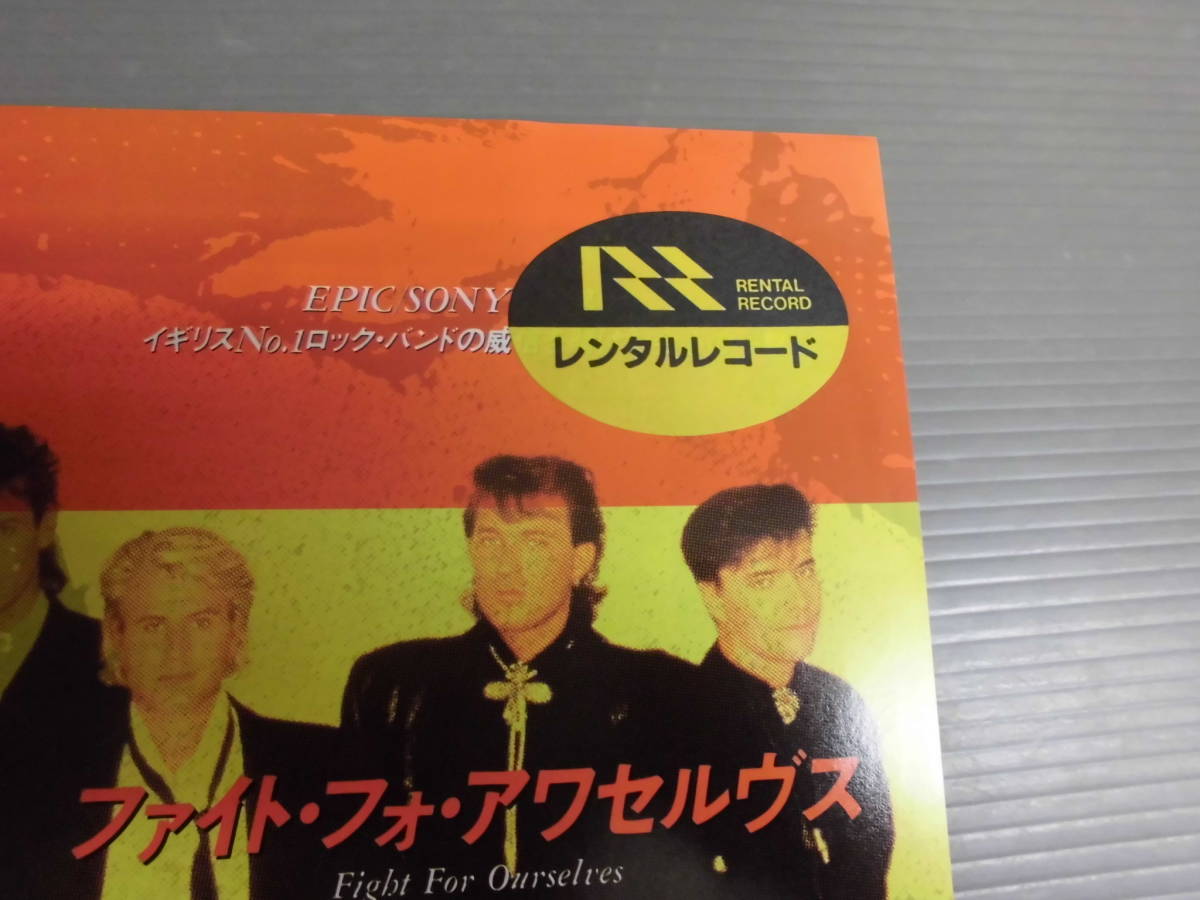 EPIC/SONY
イギリスNo.1ロック・バンドの威
RENTAL
RECORD
レンタルレコード
ファイト・フォ・アワセルヴス
Fight For Ourselves